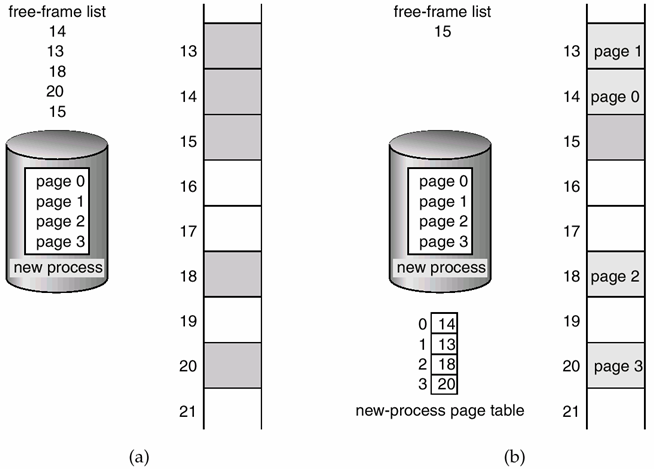 free-frame list
14
13
18
20
15
page 0
page 1
page 2
page 3
new process
13
14
15
16
17
18
19
20
21
(a)
free-frame list
15
page 0
page 1
page 2
page 3
new process
0 14
1 13
2 18
3 20
new-process page table
13 page 1
14 page 0
15
16
17
18 page 2
19
20 page 3
21
(b)